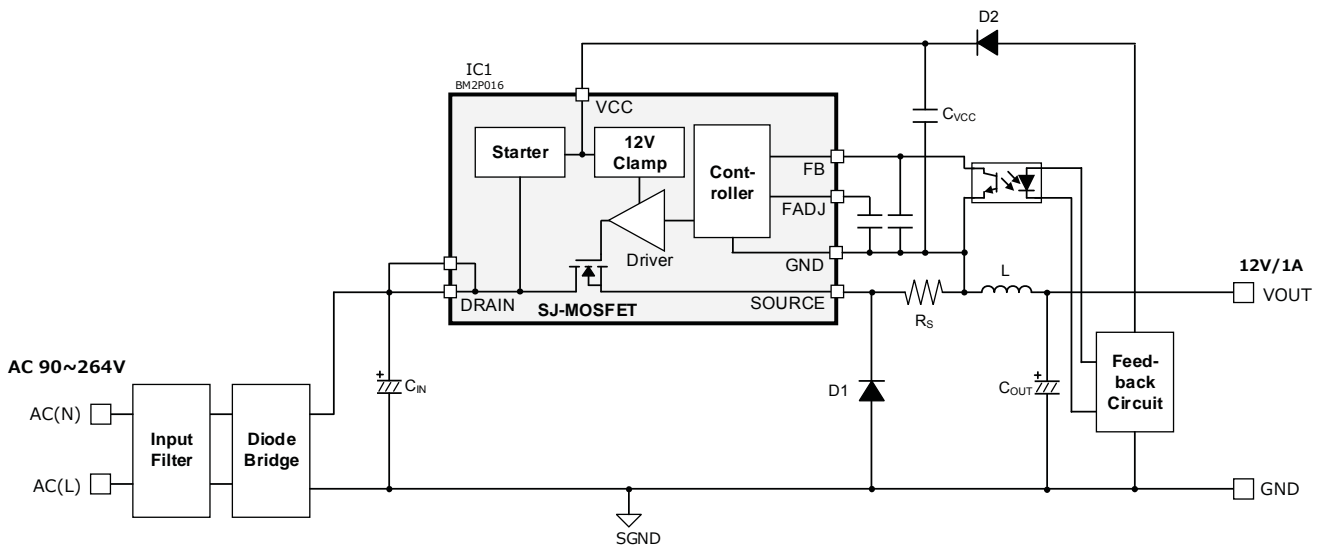 D2
IC1
BM2P016
VCC
CVCC
Starter
12V
Clamp
Cont-
roller
FB
FADJ
Driver
GND
DRAIN
SJ-MOSFET
SOURCE
RS
L
12V/1A
VOUT
AC 90~264V
AC(N)
AC(L)
Input
Filter
Diode
Bridge
+
CIN
D1
+
COUT
Feed-
back
Circuit
SGND
GND